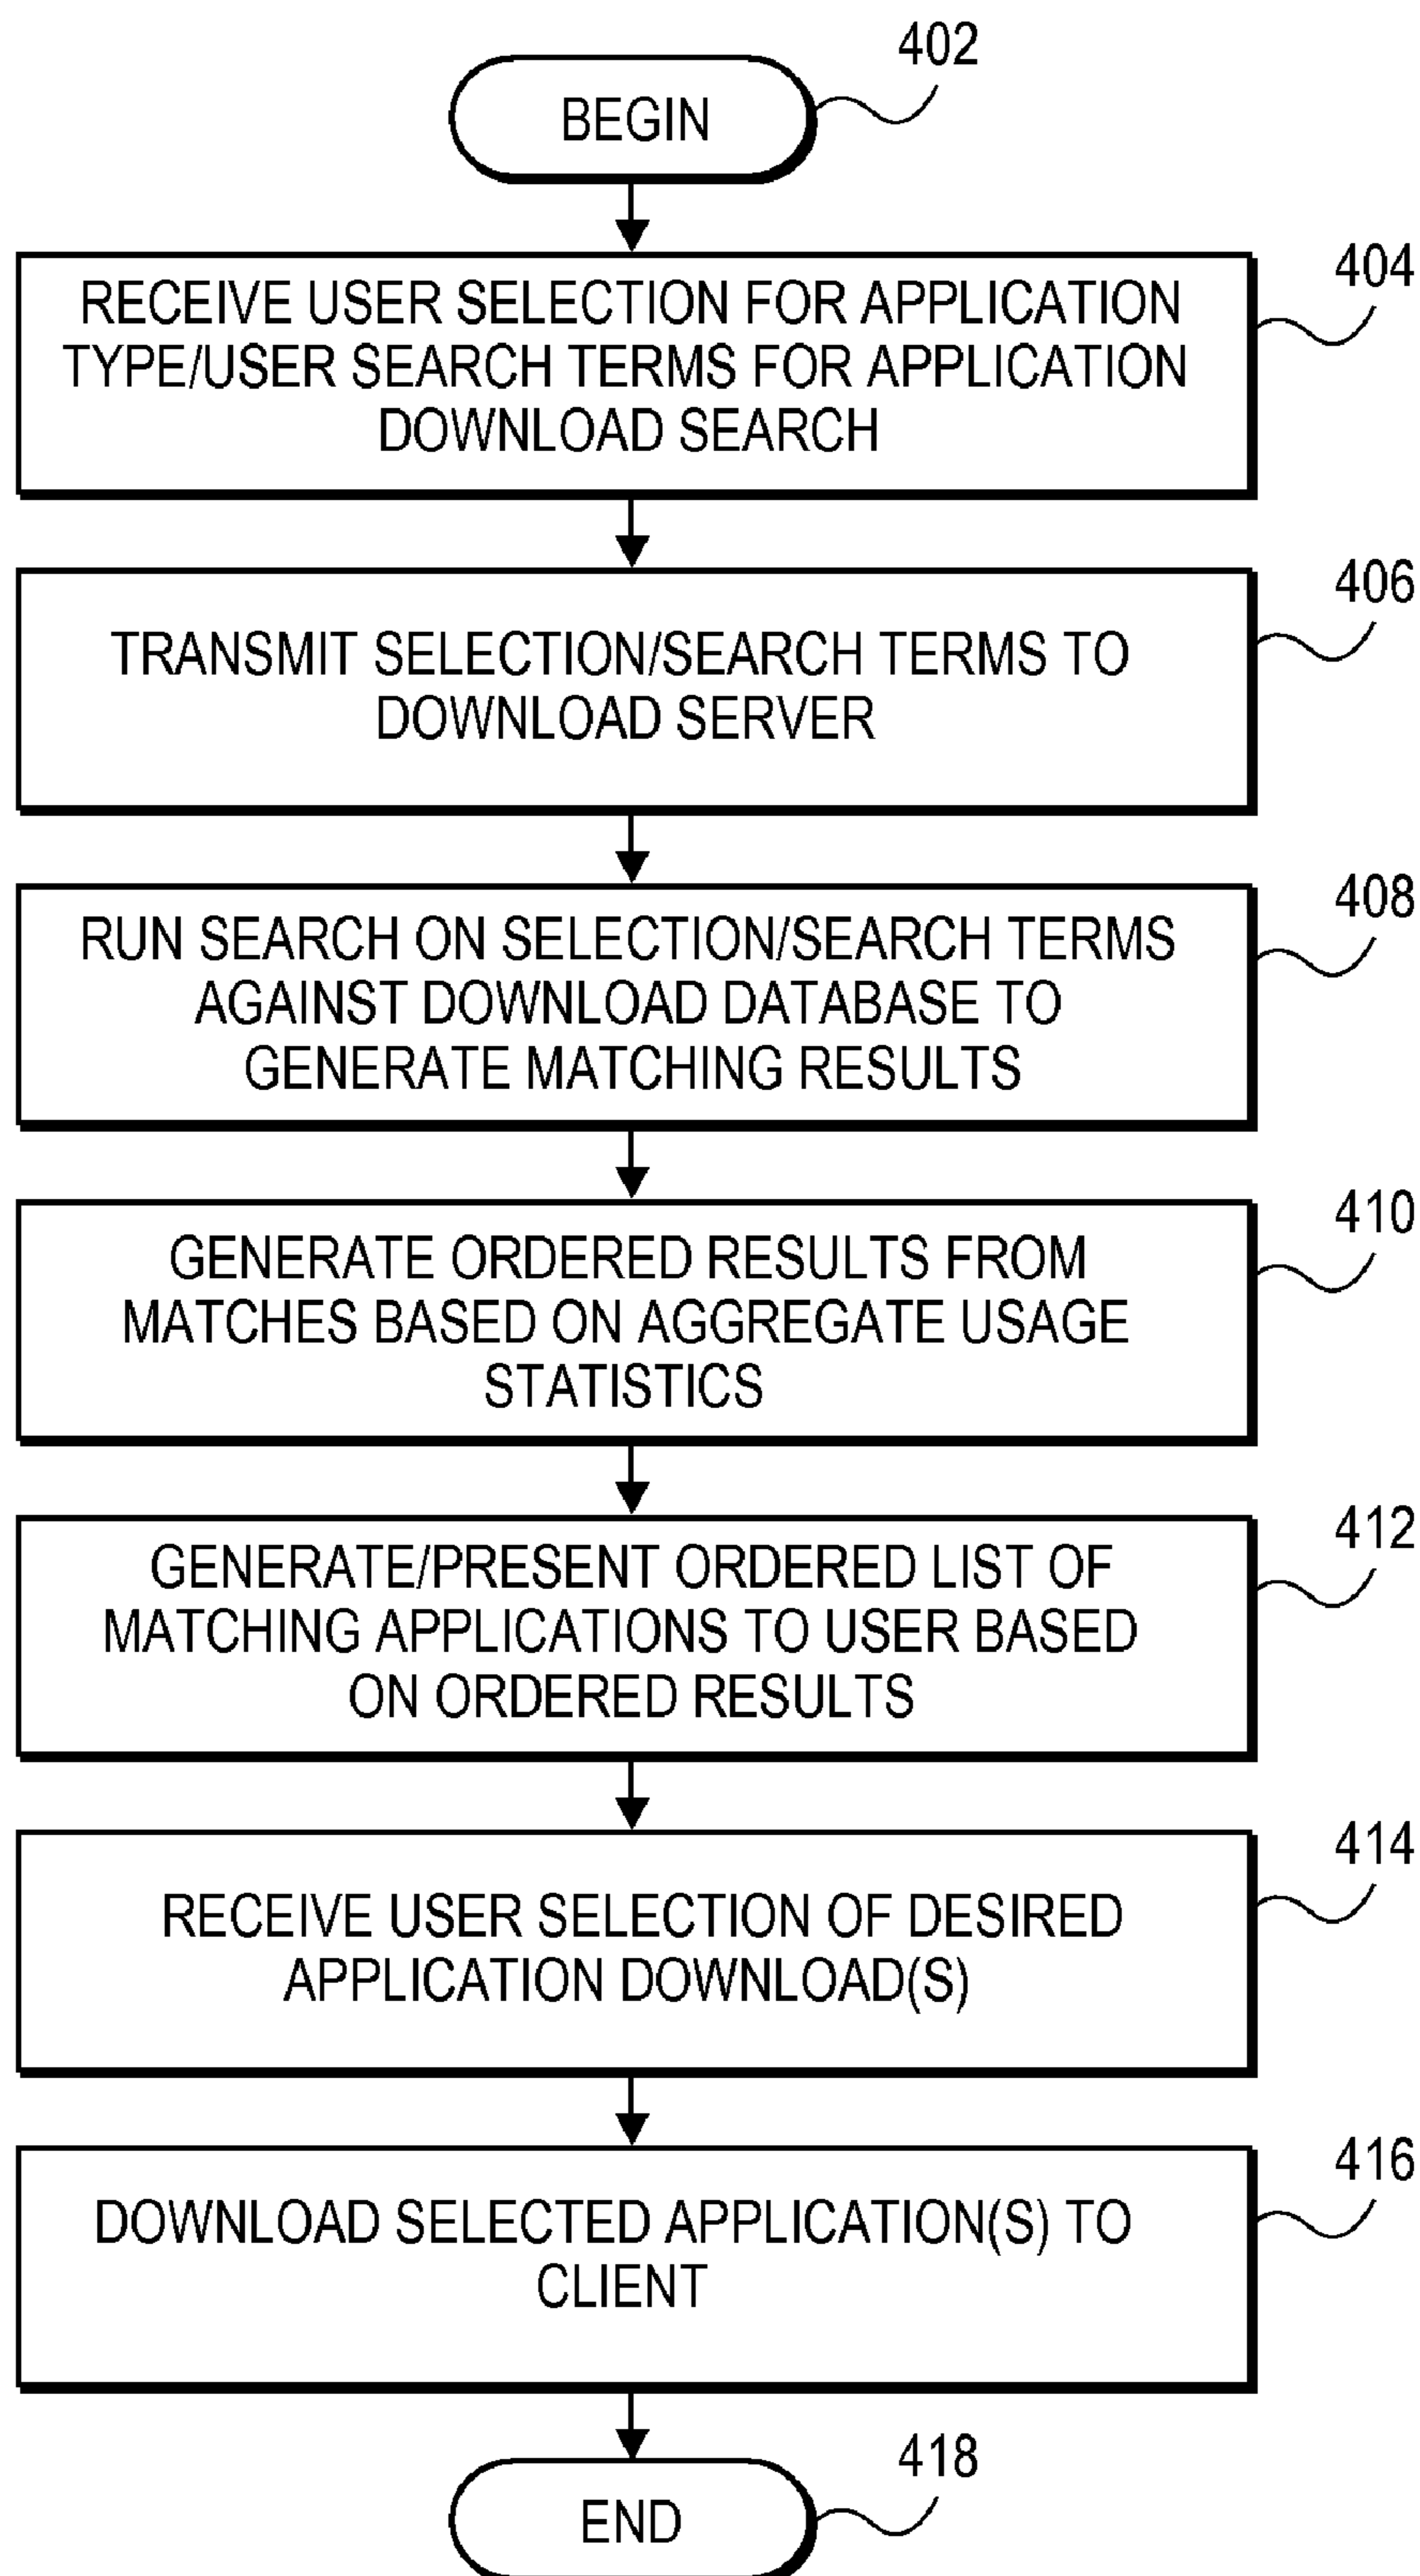 402
BEGIN
404
RECEIVE USER SELECTION FOR APPLICATION
TYPE/USER SEARCH TERMS FOR APPLICATION
DOWNLOAD SEARCH
406
TRANSMIT SELECTION/SEARCH TERMS TO
DOWNLOAD SERVER
408
RUN SEARCH ON SELECTION/SEARCH TERMS
AGAINST DOWNLOAD DATABASE TO
GENERATE MATCHING RESULTS
410
GENERATE ORDERED RESULTS FROM
MATCHES BASED ON AGGREGATE USAGE
STATISTICS
412
GENERATE/PRESENT ORDERED LIST OF
MATCHING APPLICATIONS TO USER BASED
ON ORDERED RESULTS
414
RECEIVE USER SELECTION OF DESIRED
APPLICATION DOWNLOAD(S)
416
DOWNLOAD SELECTED APPLICATION(S) TO
CLIENT
418
END